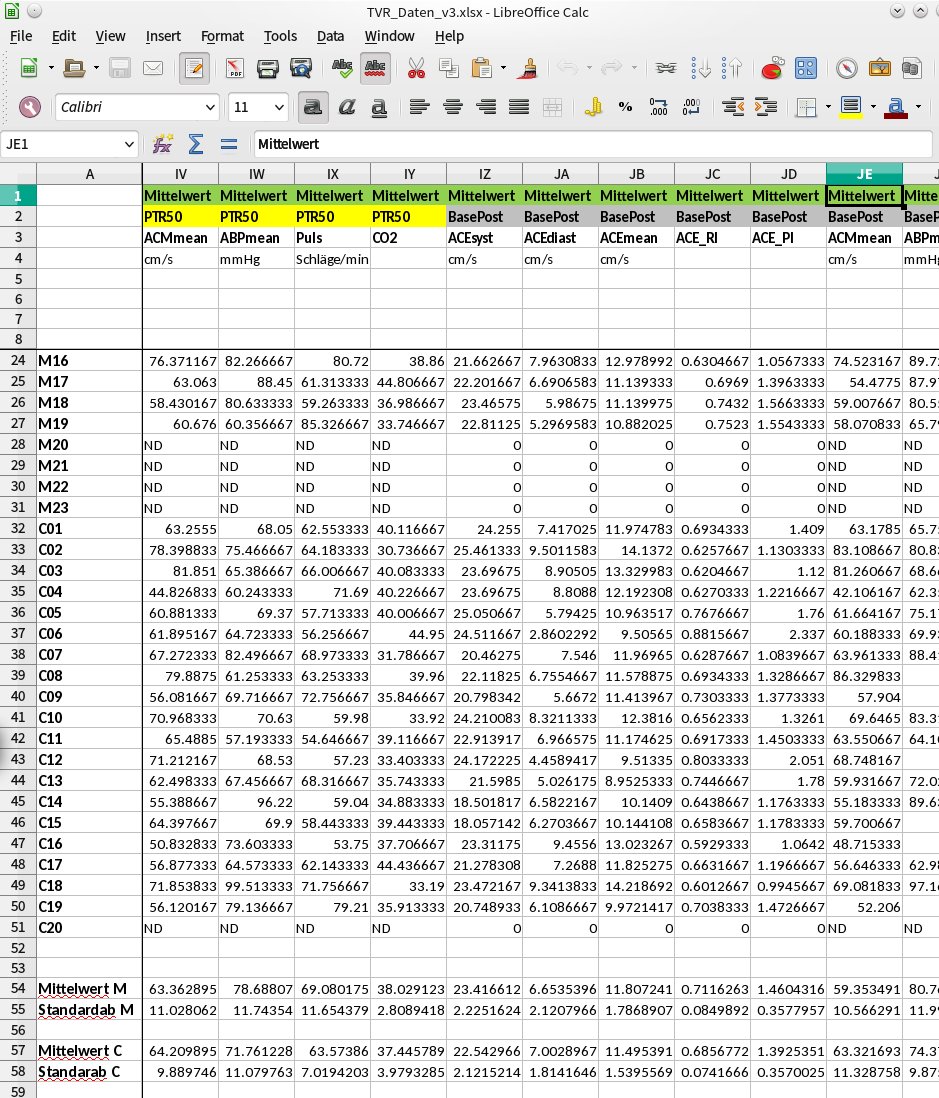 TVR_Daten_v3.xlsx - LibreOffice Calc
File Edit View Insert Format Tools Data Window Help
Calibri 11
JE1 Mittelwert
A IV IW IX IY IZ JA JB JC JD JE
1 Mittelwert Mittelwert Mittelwert Mittelwert Mittelwert Mittelwert Mittelwert Mittelwert Mittelwert Mittelwert Mitte
2 PTR50 PTR50 PTR50 PTR50 BasePost BasePost BasePost BasePost BasePost BasePost BaseP
3 ACMmean ABPmean Puls CO2 ACEsyst ACEdiast ACEmean ACE_RI ACE_PI ACMmean ABPm
4 cm/s mmHg Schläge/min cm/s cm/s cm/s cm/s mmHg
5
6
7
8
24 M16 76.371167 82.266667 80.72 38.86 21.662667 7.9630833 12.978992 0.6304667 1.0567333 74.523167 89.7
25 M17 63.063 88.45 61.313333 44.806667 22.201667 6.6906583 11.139333 0.6969 1.3963333 54.4775 87.9
26 M18 58.430167 80.633333 59.263333 36.986667 23.46575 5.98675 11.139975 0.7432 1.5663333 59.007667 80.5
27 M19 60.676 60.356667 85.326667 33.746667 22.81125 5.2969583 10.882025 0.7523 1.5543333 58.070833 65.7
28 M20 ND ND ND ND 0 0 0 0 0 ND ND
29 M21 ND ND ND ND 0 0 0 0 0 ND ND
30 M22 ND ND ND ND 0 0 0 0 0 ND ND
31 M23 ND ND ND ND 0 0 0 0 0 ND ND
32 C01 63.2555 68.05 62.553333 40.116667 24.255 7.417025 11.974783 0.6934333 1.409 63.1785 65.7
33 C02 78.398833 75.466667 64.183333 30.736667 25.461333 9.5011583 14.1372 0.6257667 1.1303333 83.108667 80.8
34 C03 81.851 65.386667 66.006667 40.083333 23.69675 8.90505 13.329983 0.6204667 1.12 81.260667 68.6
35 C04 44.826833 60.243333 71.69 40.226667 23.69675 8.8088 12.192308 0.6270333 1.2216667 42.106167 62.3
36 C05 60.881333 69.37 57.713333 40.006667 25.050667 5.79425 10.963517 0.7676667 1.76 61.664167 75.1
37 C06 61.895167 64.723333 56.256667 44.95 24.511667 2.8602292 9.50565 0.8815667 2.337 60.188333 69.9
38 C07 67.272333 82.496667 68.973333 31.786667 20.46275 7.546 11.96965 0.6287667 1.0839667 63.961333 88.4
39 C08 79.8875 61.253333 63.253333 39.96 22.11825 6.7554667 11.578875 0.6934333 1.3286667 86.329833
40 C09 56.081667 69.716667 72.756667 35.846667 20.798342 5.6672 11.413967 0.7303333 1.3773333 57.904
41 C10 70.968333 70.63 59.98 33.92 24.210083 8.3211333 12.3816 0.6562333 1.3261 69.6465 83.3
42 C11 65.4885 57.193333 54.646667 39.116667 22.913917 6.966575 11.174625 0.6917333 1.4503333 63.550667 64.1
43 C12 71.212167 68.53 57.23 33.403333 24.172225 4.4589417 9.51335 0.8033333 2.051 68.748167
44 C13 62.498333 67.456667 68.316667 35.743333 21.5985 5.026175 8.9525333 0.7446667 1.78 59.931667 72.0
45 C14 55.388667 96.22 59.04 34.883333 18.501817 6.5822167 10.1409 0.6438667 1.1763333 55.183333 89.6
46 C15 64.397667 69.9 58.443333 39.443333 18.057142 6.2703667 10.144108 0.6583667 1.1783333 59.700667
47 C16 50.832833 73.603333 53.75 37.706667 23.31175 9.4556 13.023267 0.5929333 1.0642 48.715333
48 C17 56.877333 64.573333 62.143333 44.436667 21.278308 7.2688 11.825275 0.6631667 1.1966667 56.646333 62.9
49 C18 71.853833 99.513333 71.756667 33.19 23.472167 9.3413833 14.218692 0.6012667 0.9945667 69.081833 97.1
50 C19 56.120167 79.136667 79.21 35.913333 20.748933 6.1086667 9.9721417 0.7038333 1.4726667 52.206
51 C20 ND ND ND ND 0 0 0 0 0 ND ND
52
53
54 Mittelwert M 63.362895 78.68807 69.080175 38.029123 23.416612 6.6535396 11.807241 0.7116263 1.4604316 59.353491 80.7
55 Standardab M 11.028062 11.74354 11.654379 2.8089418 2.2251624 2.1207966 1.7868907 0.0849892 0.3577957 10.566291 11.9
56
57 Mittelwert C 64.209895 71.761228 63.57386 37.445789 22.542966 7.0028967 11.495391 0.6856772 1.3925351 63.321693 74.3
58 Standarab C 9.889746 11.079763 7.0194203 3.9793285 2.1215214 1.8141646 1.5395569 0.0741666 0.3570025 11.328758 9.87
59